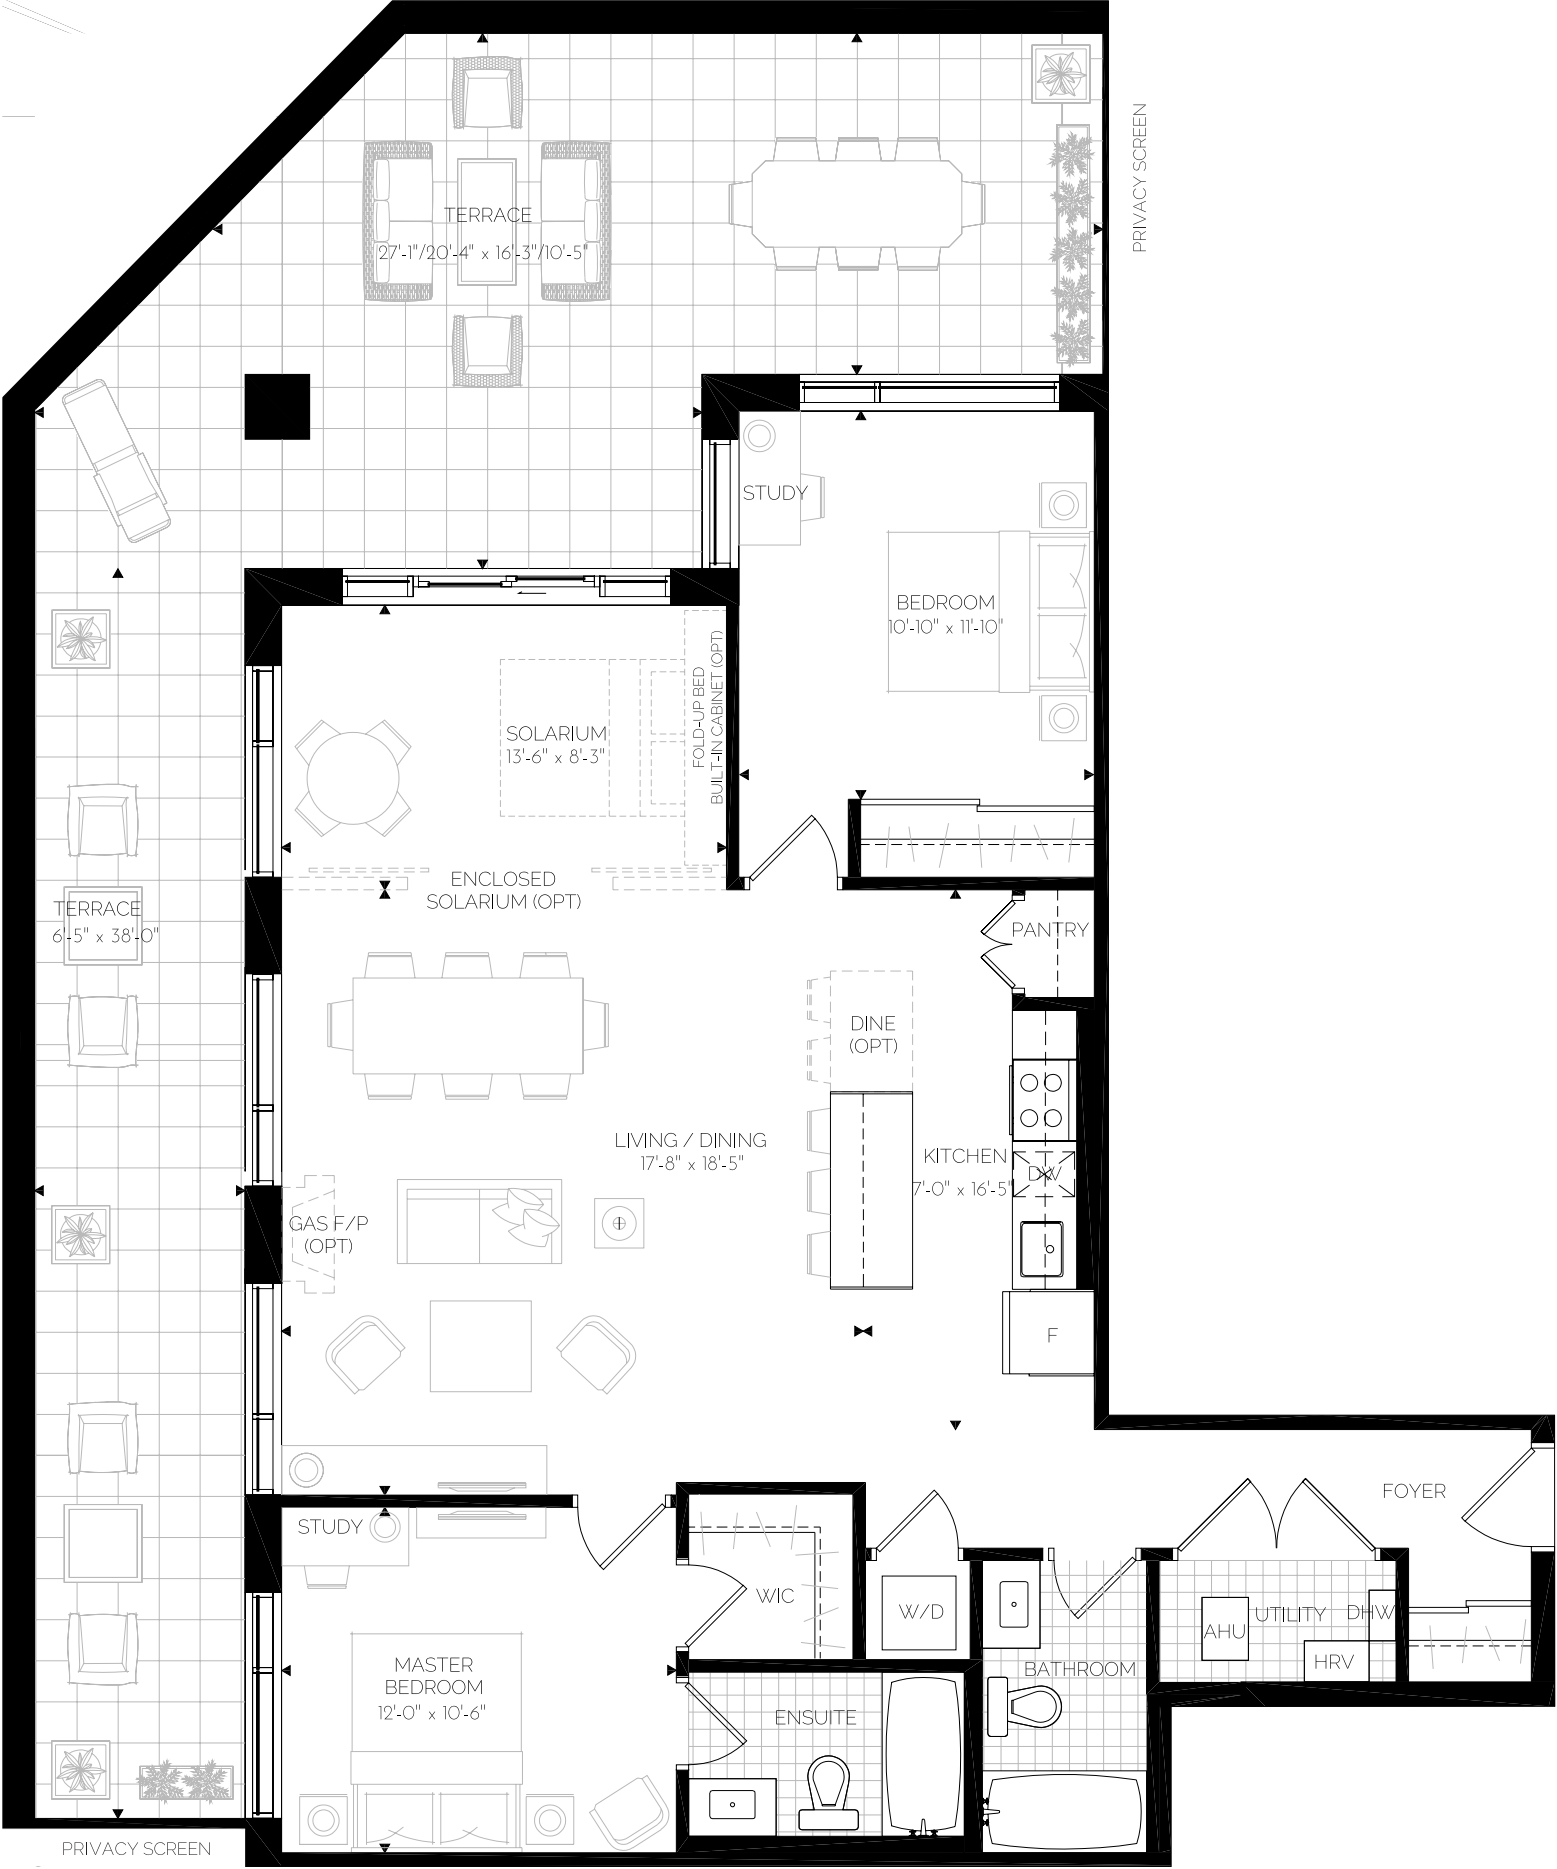 PRIVACY SCREEN
TERRACE
27'-1"/20'-4" x 16'-3"/10'-5"
STUDY
BEDROOM
10'-10" x 11'-10"
SOLARIUM
13'-6" x 8'-3"
FOLD-UP BED
BUILT-IN CABINET (OPT)
ENCLOSED
SOLARIUM (OPT)
TERRACE
6'-5" x 38'-0"
PANTRY
DINE
(OPT)
LIVING / DINING
17'-8" x 18'-5"
KITCHEN
7'-0" x 16'-5"
DW
GAS F/P
(OPT)
F
FOYER
STUDY
WIC
W/D
AHU
UTILITY
DHW
HRV
MASTER
BEDROOM
12'-0" x 10'-6"
BATHROOM
ENSUITE
PRIVACY SCREEN